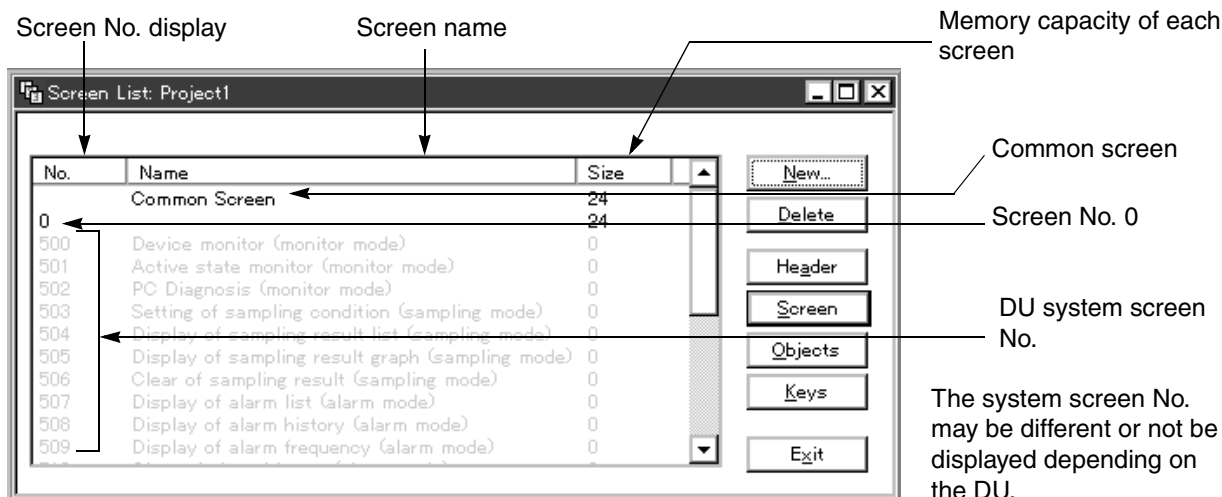 Screen No. display
Screen name
Memory capacity of each
screen
Screen List: Project1
No. Name Size
Common Screen 24
0 24
500 Device monitor (monitor mode) 0
501 Active state monitor (monitor mode) 0
502 PC Diagnosis (monitor mode) 0
503 Setting of sampling condition (sampling mode) 0
504 Display of sampling result list (sampling mode) 0
505 Display of sampling result graph (sampling mode) 0
506 Clear of sampling result (sampling mode) 0
507 Display of alarm list (alarm mode) 0
508 Display of alarm history (alarm mode) 0
509 Display of alarm frequency (alarm mode) 0
New...
Delete
Header
Screen
Objects
Keys
Exit
Common screen
Screen No. 0
DU system screen
No.
The system screen No.
may be different or not be
displayed depending on
the DU.